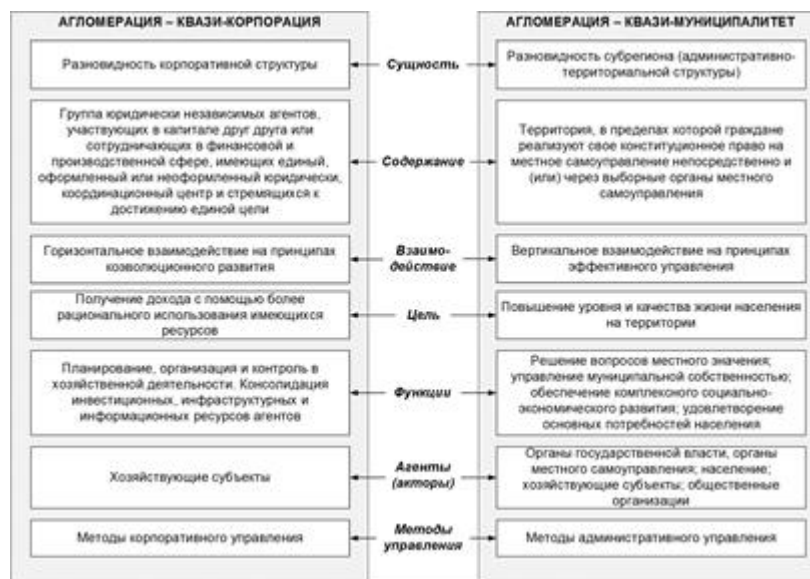 АГЛОМЕРАЦИЯ – КВАЗИ-КОРПОРАЦИЯ
АГЛОМЕРАЦИЯ – КВАЗИ-МУНИЦИПАЛИТЕТ
Разновидность корпоративной структуры
Сущность
Разновидность субрегиона (административно-
территориальной структуры)
Группа юридически независимых агентов,
участвующих в капитале друг друга или
сотрудничающих в финансовой и
производственной сфере, имеющих единый,
оформленный или неоформленный юридически,
координационный центр и стремящихся к
достижению единой цели
Содержание
Территория, в пределах которой граждане
реализуют свое конституционное право на
местное самоуправление непосредственно и
(или) через выборные органы местного
самоуправления
Горизонтальное взаимодействие на принципах
коэволюционного развития
Взаимо-
действие
Вертикальное взаимодействие на принципах
эффективного управления
Получение дохода с помощью более
рационального использования имеющихся
ресурсов
Цель
Повышение уровня и качества жизни населения
на территории
Планирование, организация и контроль в
хозяйственной деятельности. Консолидация
инвестиционных, инфраструктурных и
информационных ресурсов агентов
Функции
Решение вопросов местного значения;
управление муниципальной собственностью;
обеспечение комплексного социально-
экономического развития; удовлетворение
основных потребностей населения
Хозяйствующие субъекты
Агенты
(акторы)
Органы государственной власти, органы
местного самоуправления; население;
хозяйствующие субъекты; общественные
организации
Методы корпоративного управления
Методы
управления
Методы административного управления